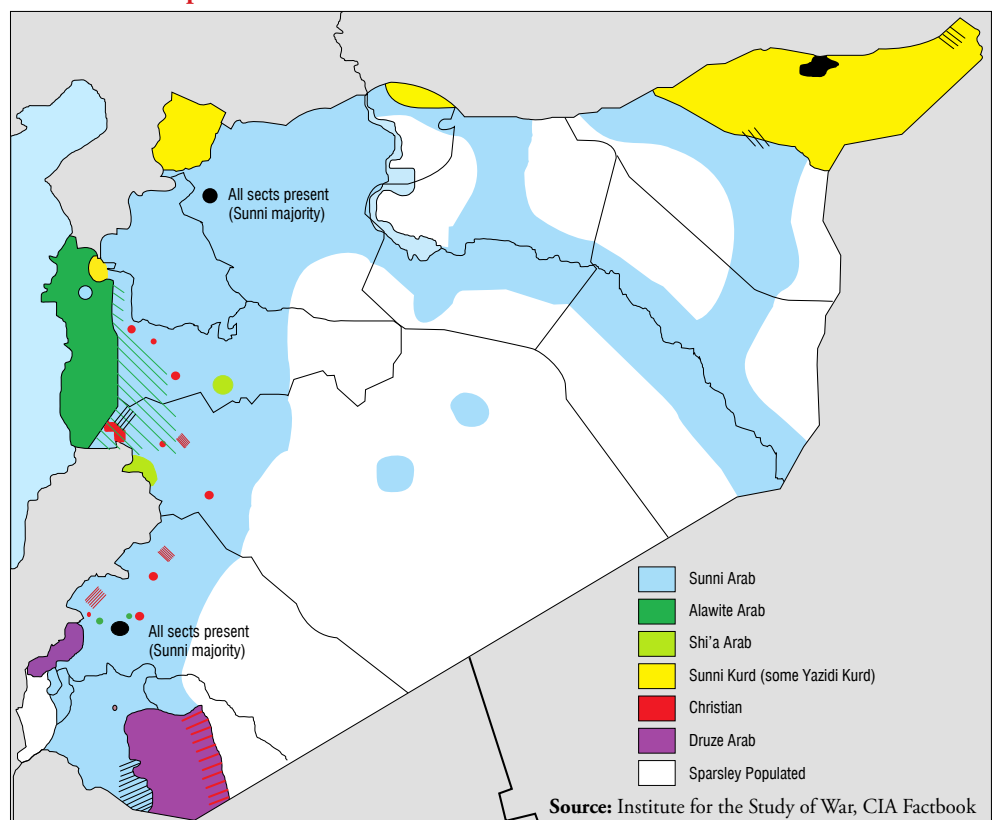 All sects present
(Sunni majority)
All sects present
(Sunni majority)
Sunni Arab
Alawite Arab
Shi'a Arab
Sunni Kurd (some Yazidi Kurd)
Christian
Druze Arab
Sparsley Populated
Source: Institute for the Study of War, CIA Factbook